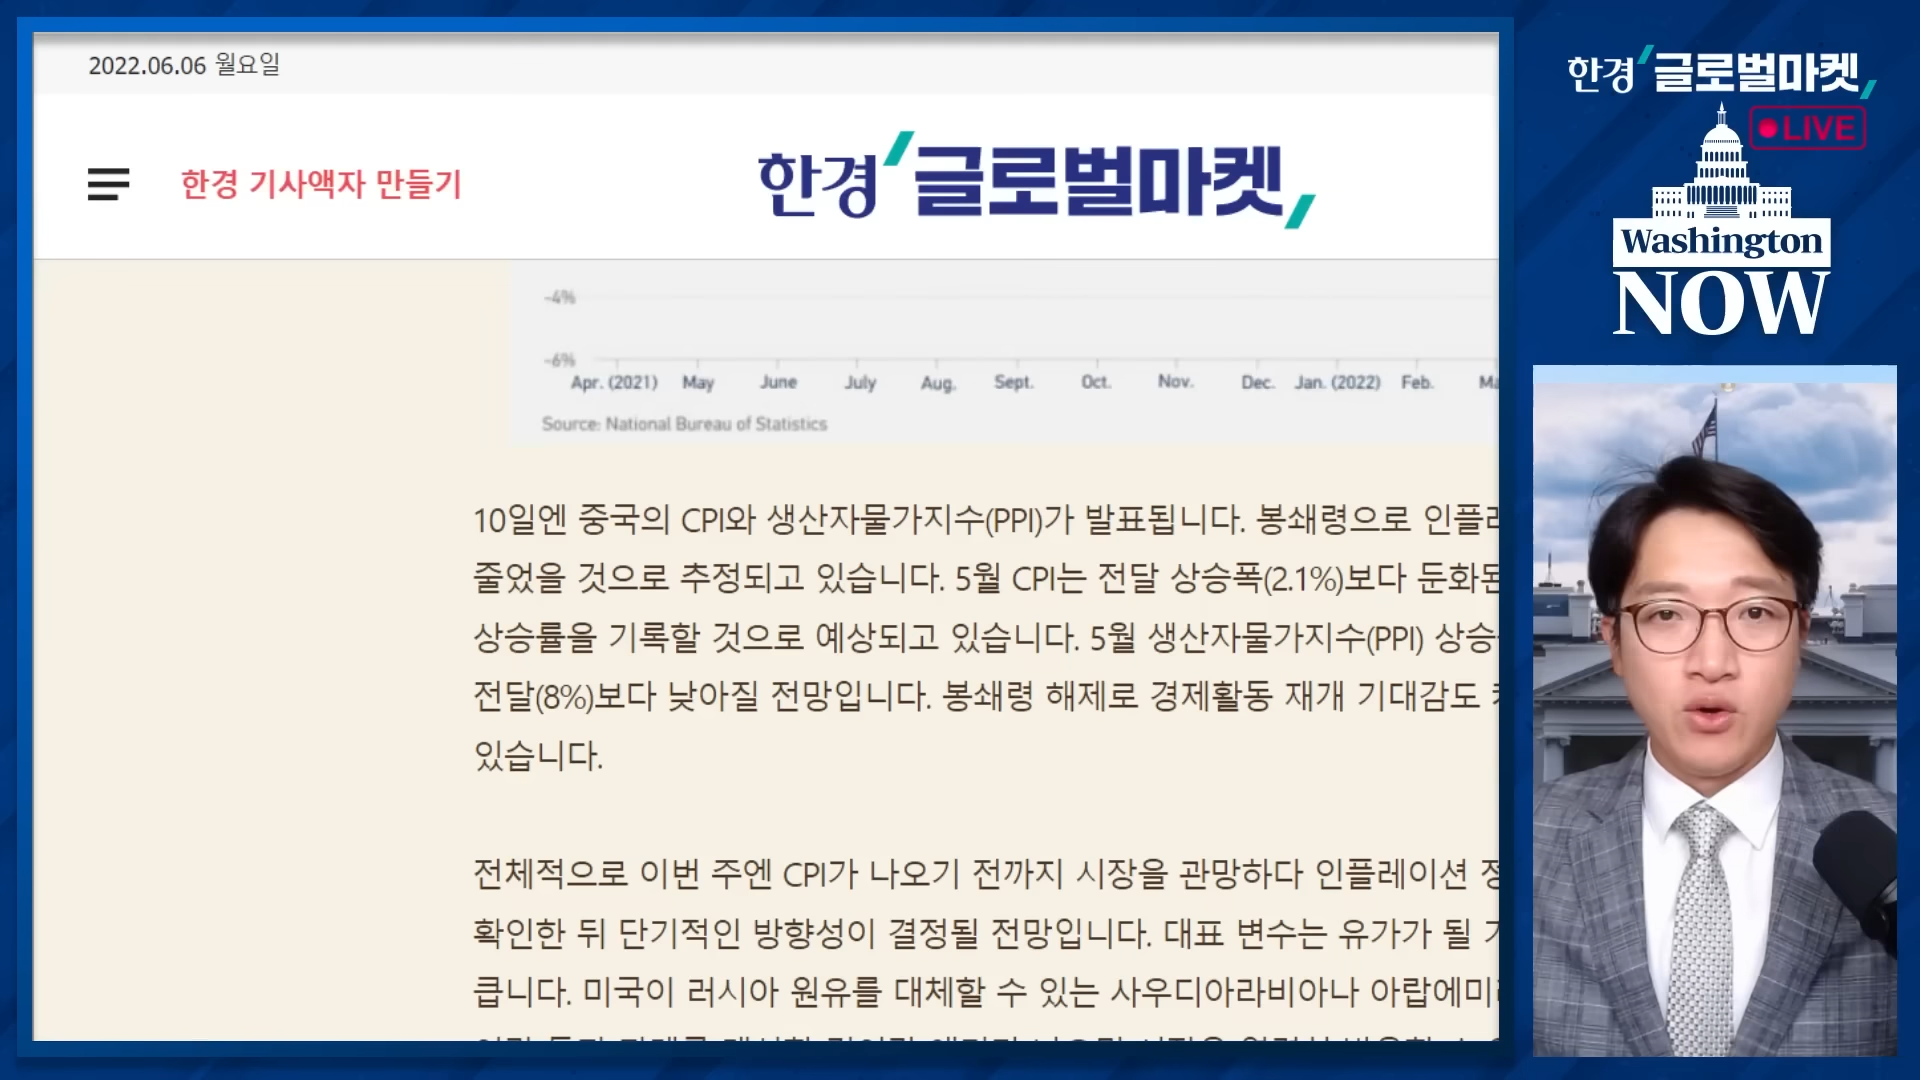 2022.06.06 월요일
한경 기사액자 만들기
한경 글로벌마켓
-4%
-6%
Apr. (2021) May June July Aug. Sept. Oct. Nov. Dec. Jan. (2022) Feb.
Source: National Bureau of Statistics
10일엔 중국의 CPI와 생산자물가지수(PPI)가 발표됩니다. 봉쇄령으로
줄었을 것으로 추정되고 있습니다. 5월 CPI는 전달 상승폭(2.1%)보다
상승률을 기록할 것으로 예상되고 있습니다. 5월 생산자물가지수(PPI)
전달(8%)보다 낮아질 전망입니다. 봉쇄령 해제로 경제활동 재개 기대감도
있습니다.
전체적으로 이번 주엔 CPI가 나오기 전까지 시장을 관망하다 인플레이션
확인한 뒤 단기적인 방향성이 결정될 전망입니다. 대표 변수는 유가가 될
큽니다. 미국이 러시아 원유를 대체할 수 있는 사우디아라비아나
한경 글로벌마켓
LIVE
Washington
NOW